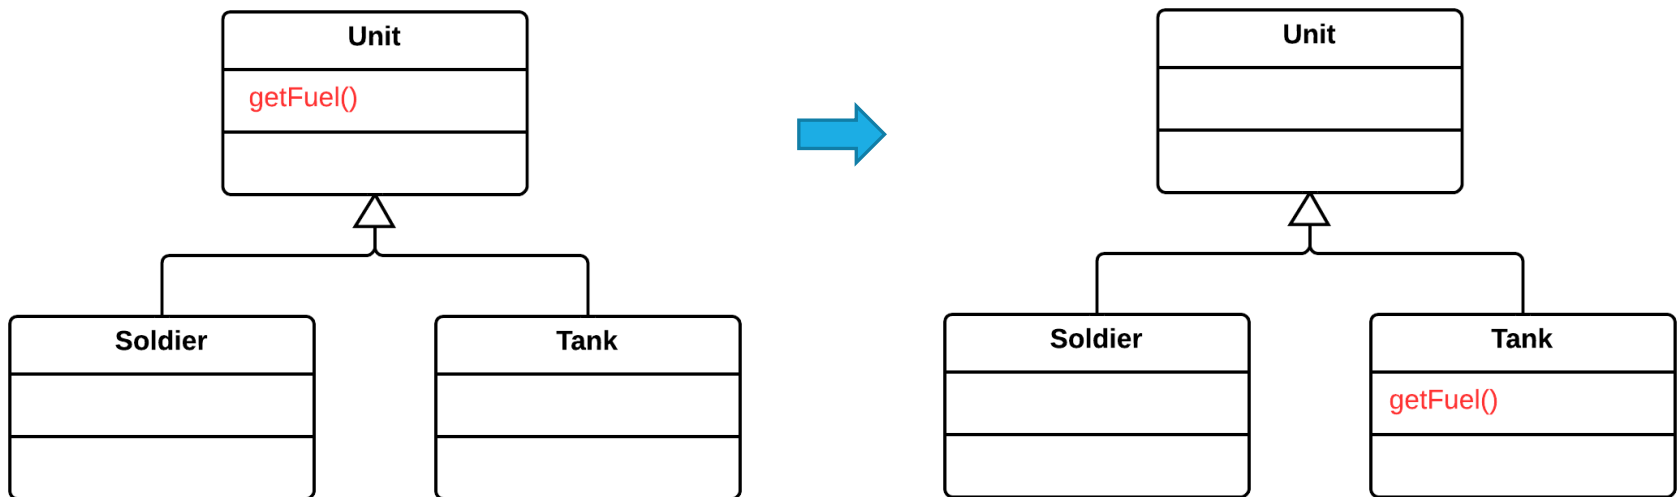 Unit
getFuel()
Soldier
Tank
Unit
Soldier
Tank
getFuel()